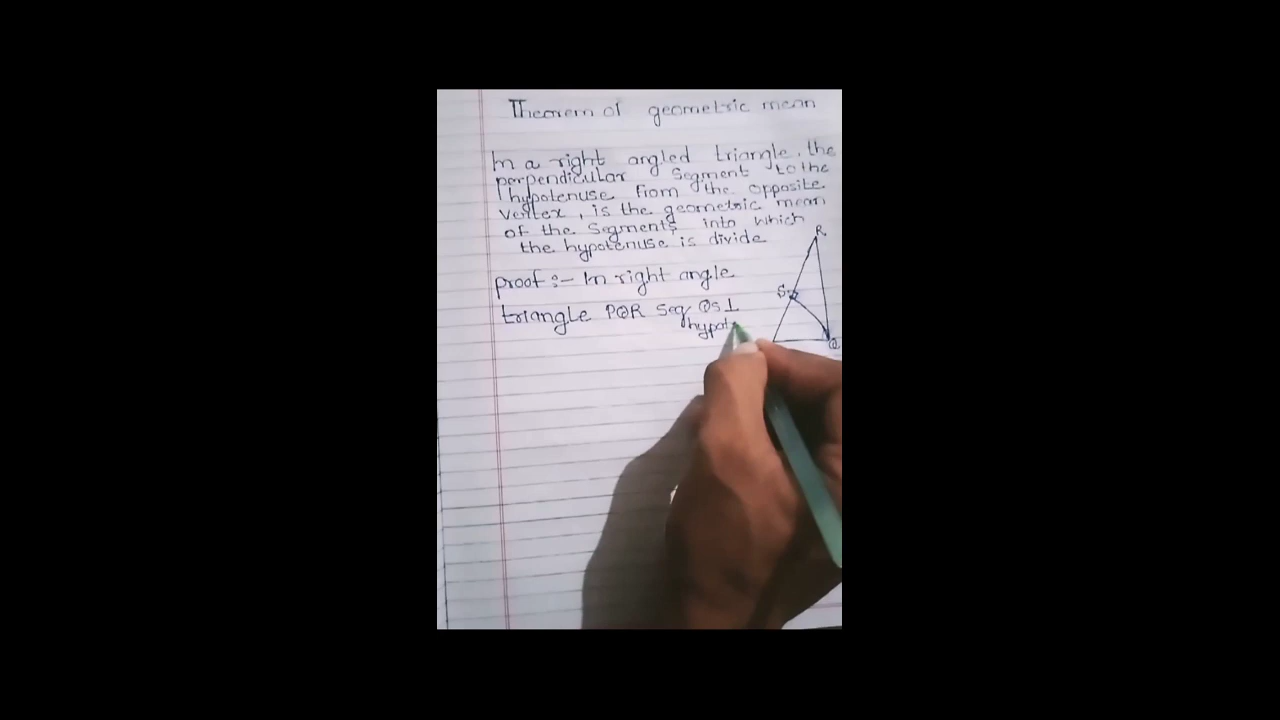 Theorem of geometric mean
In a right angled triangle, the
perpendicular segment to the
hypotenuse from the opposite
vertex, is the geometric mean
of the segments into which
the hypotenuse is divide
R
proof :- In right angle
S
triangle PQR seg QS⊥
hypot
Q